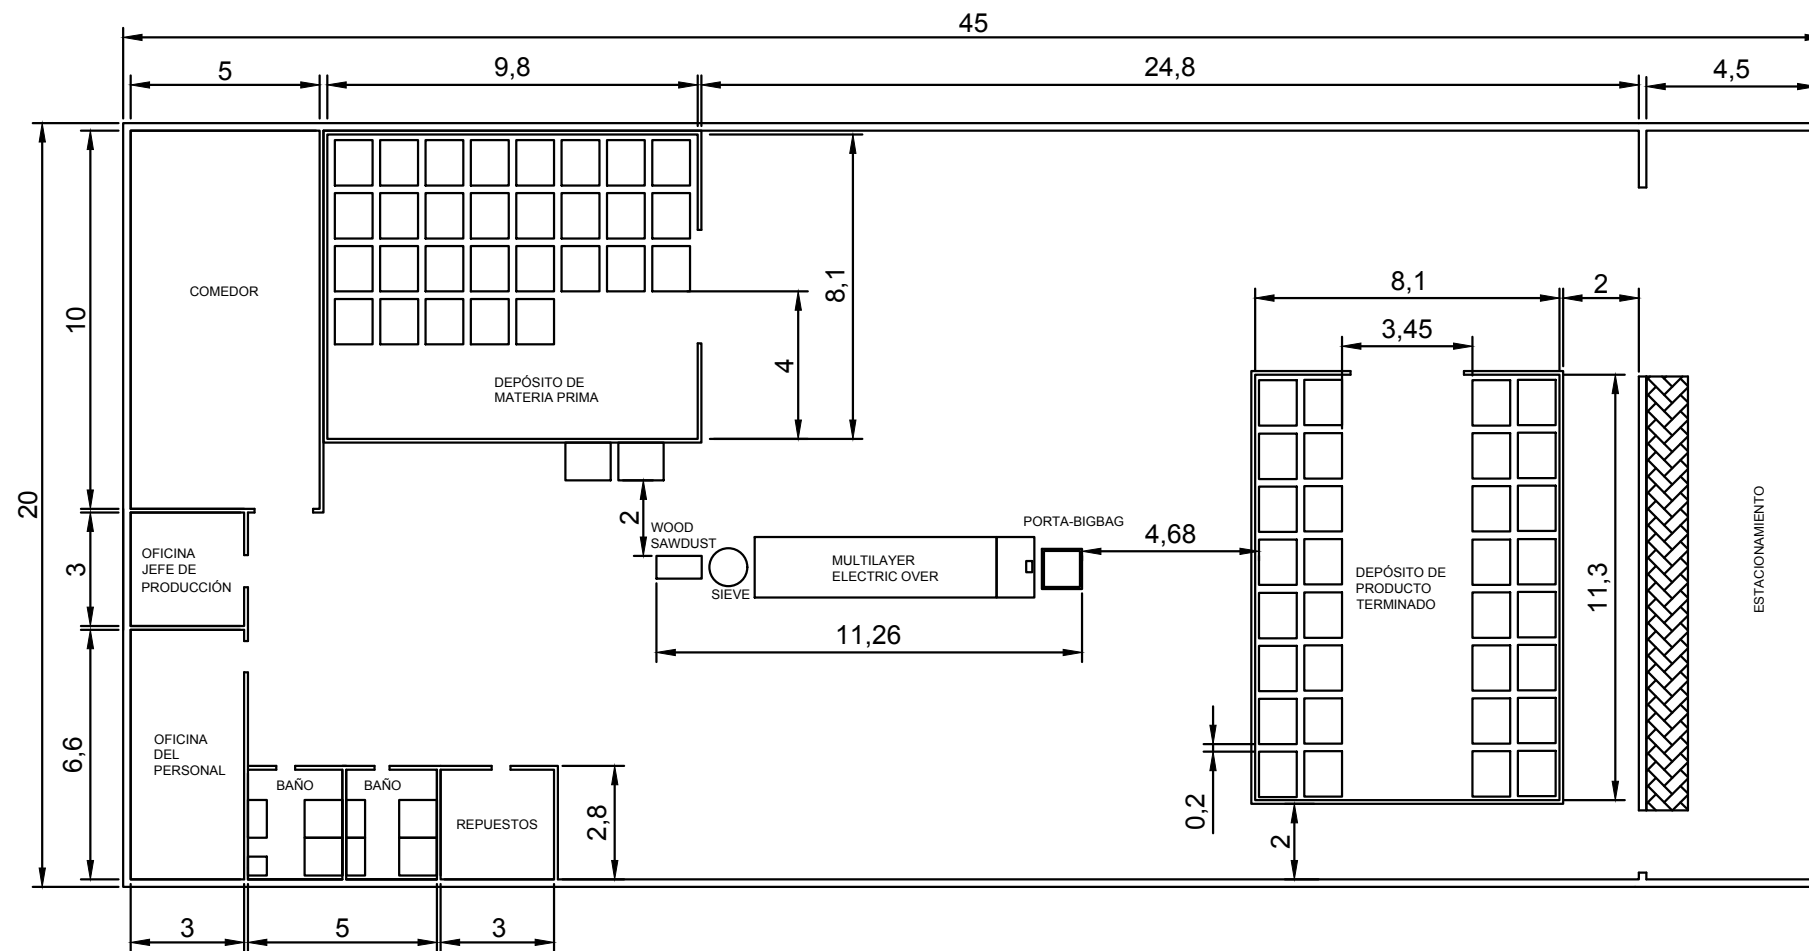 45
5
9,8
24,8
4,5
COMEDOR
10
8,1
4
8,1
2
3,45
DEPÓSITO DE
MATERIA PRIMA
20
2
WOOD
SAWDUST
PORTA-BIGBAG
4,68
ESTACIONAMIENTO
OFICINA
JEFE DE
PRODUCCIÓN
3
SIEVE
MULTILAYER
ELECTRIC OVER
DEPÓSITO DE
PRODUCTO
TERMINADO
11,3
11,26
6,6
OFICINA
DEL
PERSONAL
BAÑO
BAÑO
REPUESTOS
2,8
0,2
2
3
5
3